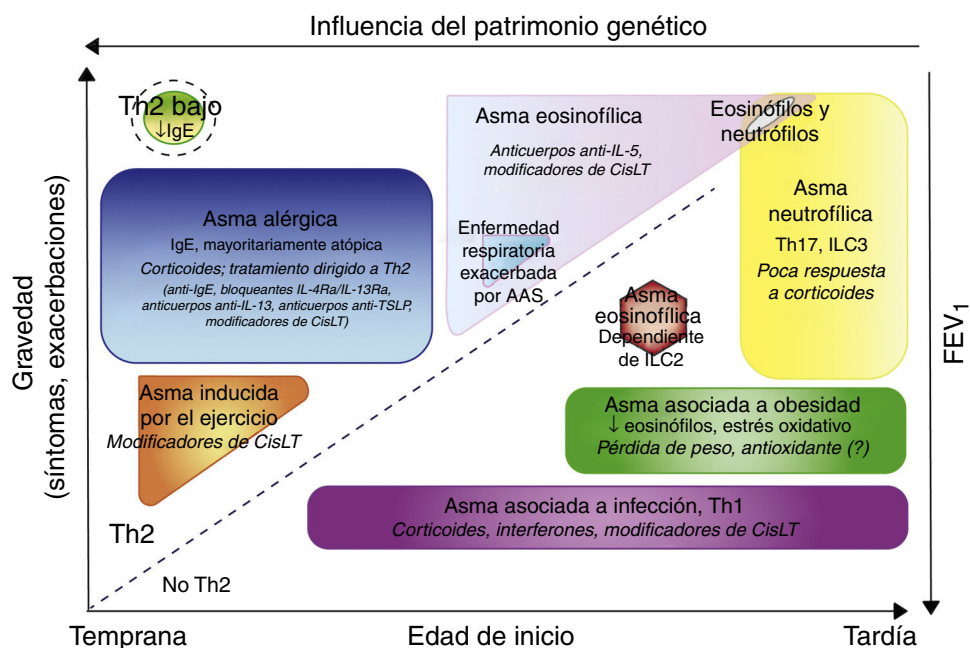 Influencia del patrimonio genético
Th2 bajo
↓IgE
Asma eosinofílica
Anticuerpos anti-IL-5,
modificadores de CisLT
Eosinófilos y
neutrófilos
Asma alérgica
IgE, mayoritariamente atópica
Corticoides; tratamiento dirigido a Th2
(anti-IgE, bloqueantes IL-4Ra/IL-13Ra,
anticuerpos anti-IL-13, anticuerpos anti-TSLP,
modificadores de CisLT)
Enfermedad
respiratoria
exacerbada
por AAS
Asma
neutrofílica
Th17, ILC3
Poca respuesta
a corticoides
Asma
eosinofílica
Dependiente
de ILC2
Asma inducida
por el ejercicio
Modificadores de CisLT
Asma asociada a obesidad
↓ eosinófilos, estrés oxidativo
Pérdida de peso, antioxidante (?)
Asma asociada a infección, Th1
Corticoides, interferones, modificadores de CisLT
Th2
No Th2
Gravedad
(síntomas, exacerbaciones)
FEV1
Temprana
Edad de inicio
Tardía